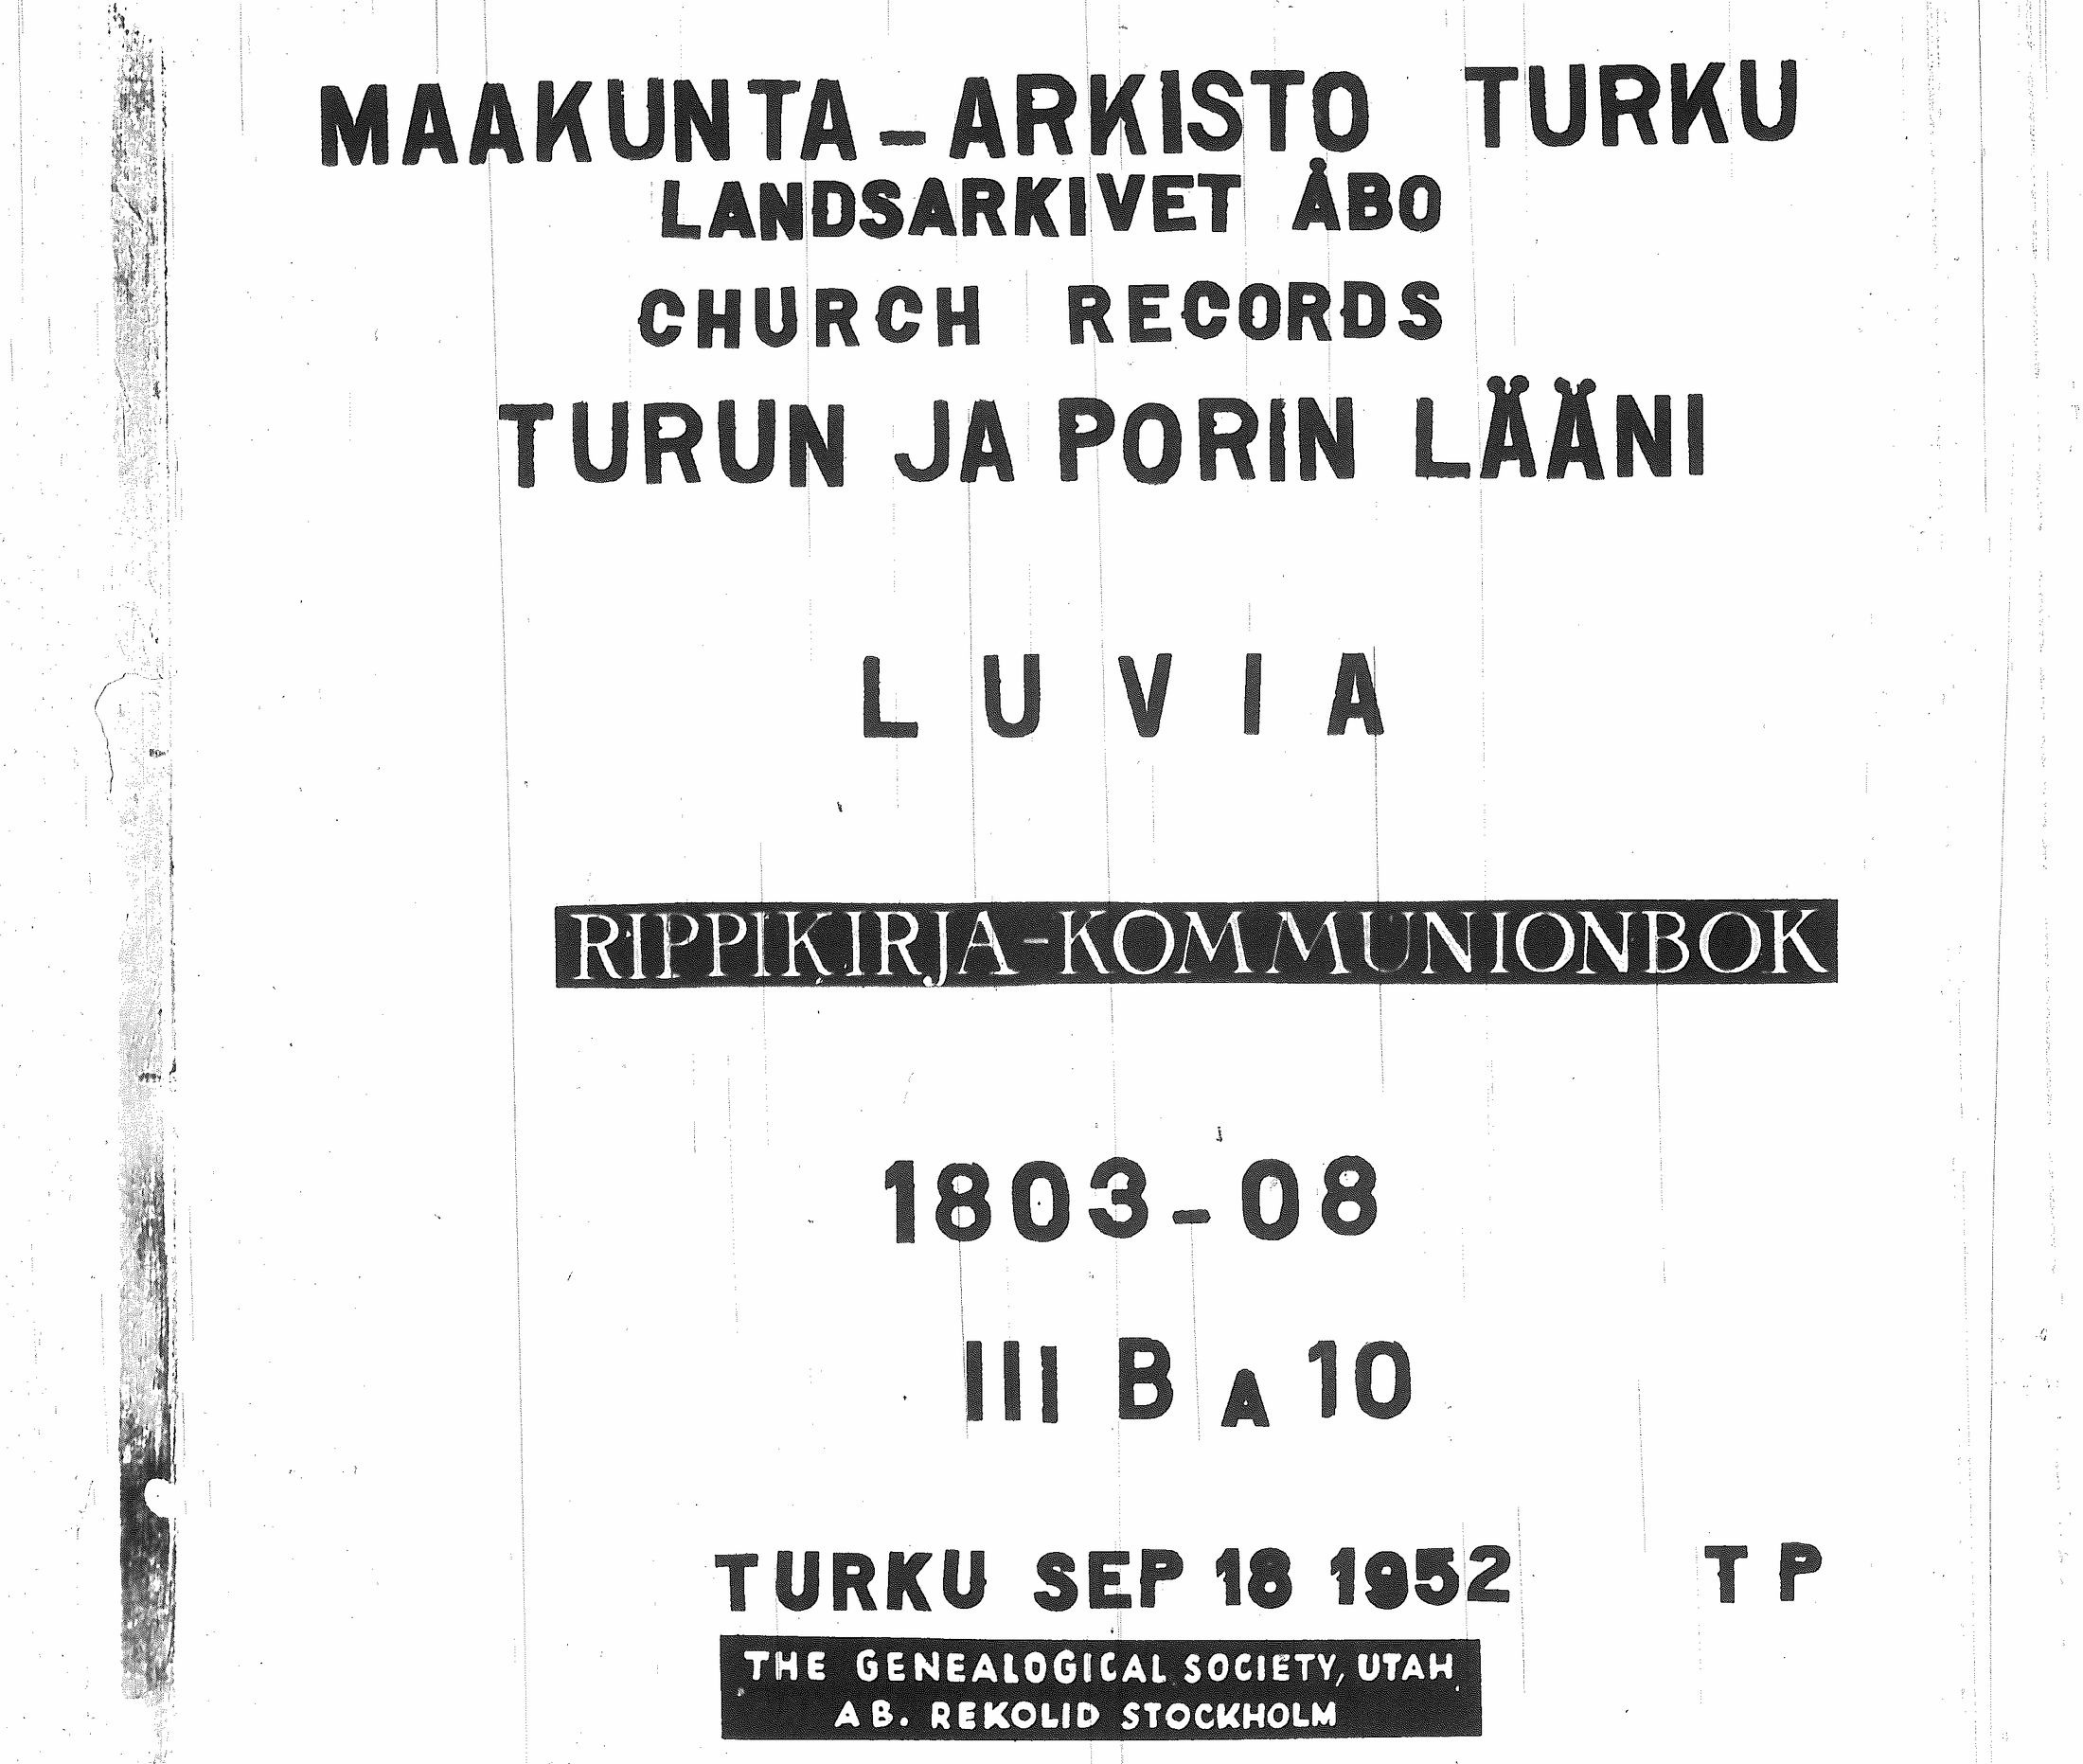 MAAKUNTA-ARKISTO TURKU
LANDSARKIVET ÅBO
CHURCH RECORDS
TURUN JA PORIN LÄÄNI
LUVIA
RIPPIKIRJA-KOMMUNIONBOK
1803-08
III B A 10
TURKU SEP 18 1952 T P
THE GENEALOGICAL SOCIETY, UTAH
AB. REKOLID STOCKHOLM